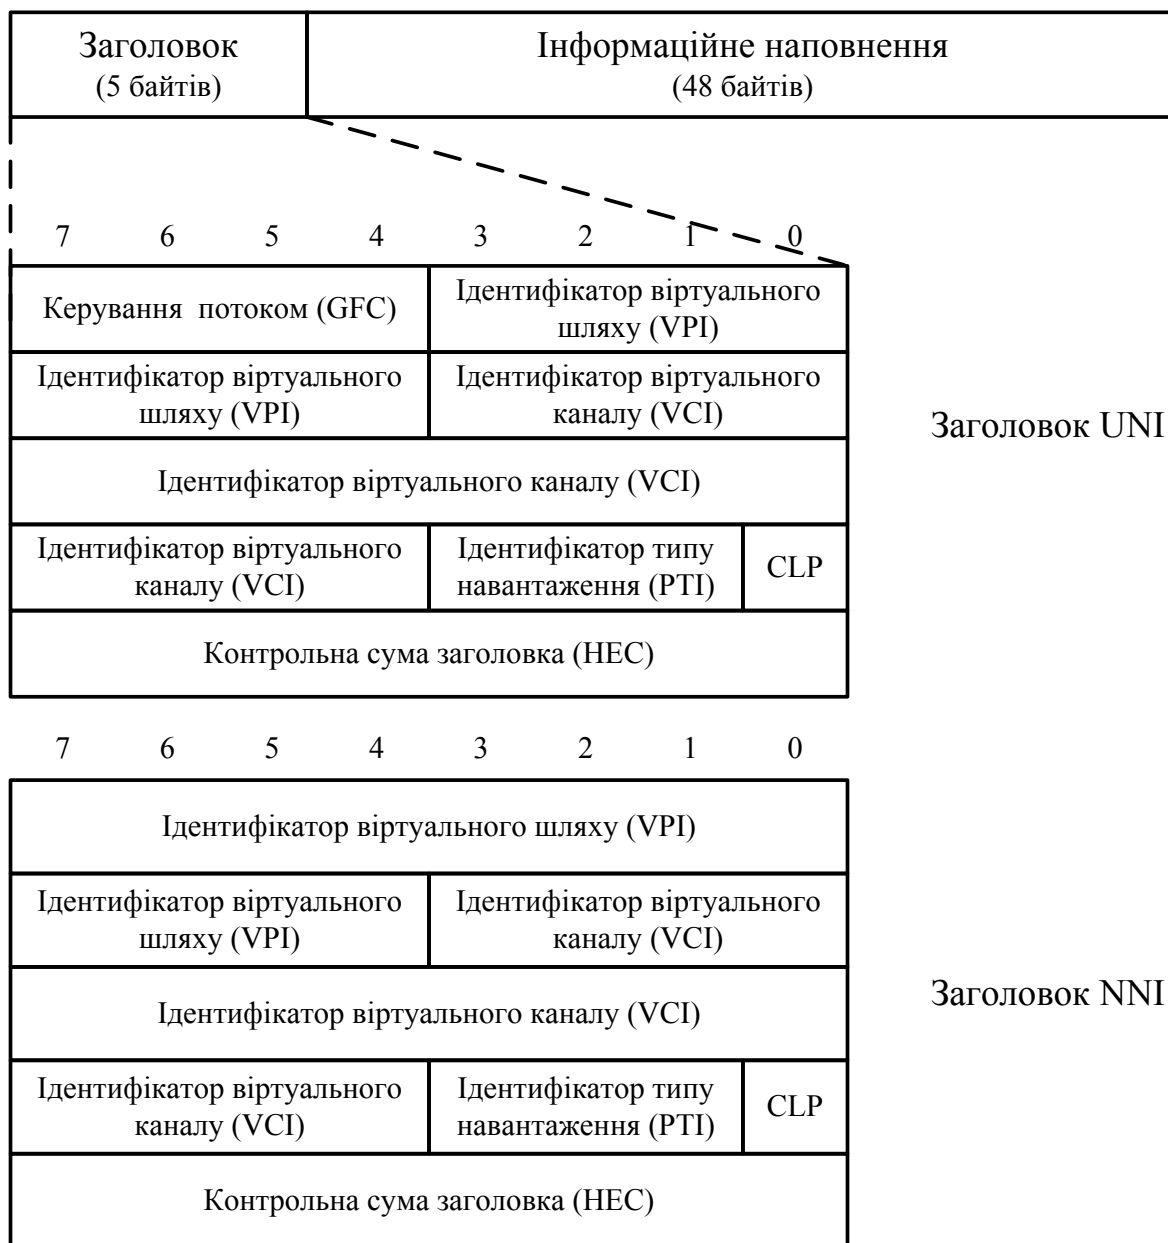 Заголовок
(5 байтів)
Інформаційне наповнення
(48 байтів)
7 6 5 4 3 2 1 0
Керування потоком (GFC)
Ідентифікатор віртуального
шляху (VPI)
Ідентифікатор віртуального
шляху (VPI)
Ідентифікатор віртуального
каналу (VCI)
Ідентифікатор віртуального каналу (VCI)
Ідентифікатор віртуального
каналу (VCI)
Ідентифікатор типу
навантаження (PTI)
CLP
Контрольна сума заголовка (HEC)
Заголовок UNI
7 6 5 4 3 2 1 0
Ідентифікатор віртуального шляху (VPI)
Ідентифікатор віртуального
шляху (VPI)
Ідентифікатор віртуального
каналу (VCI)
Ідентифікатор віртуального каналу (VCI)
Ідентифікатор віртуального
каналу (VCI)
Ідентифікатор типу
навантаження (PTI)
CLP
Контрольна сума заголовка (HEC)
Заголовок NNI